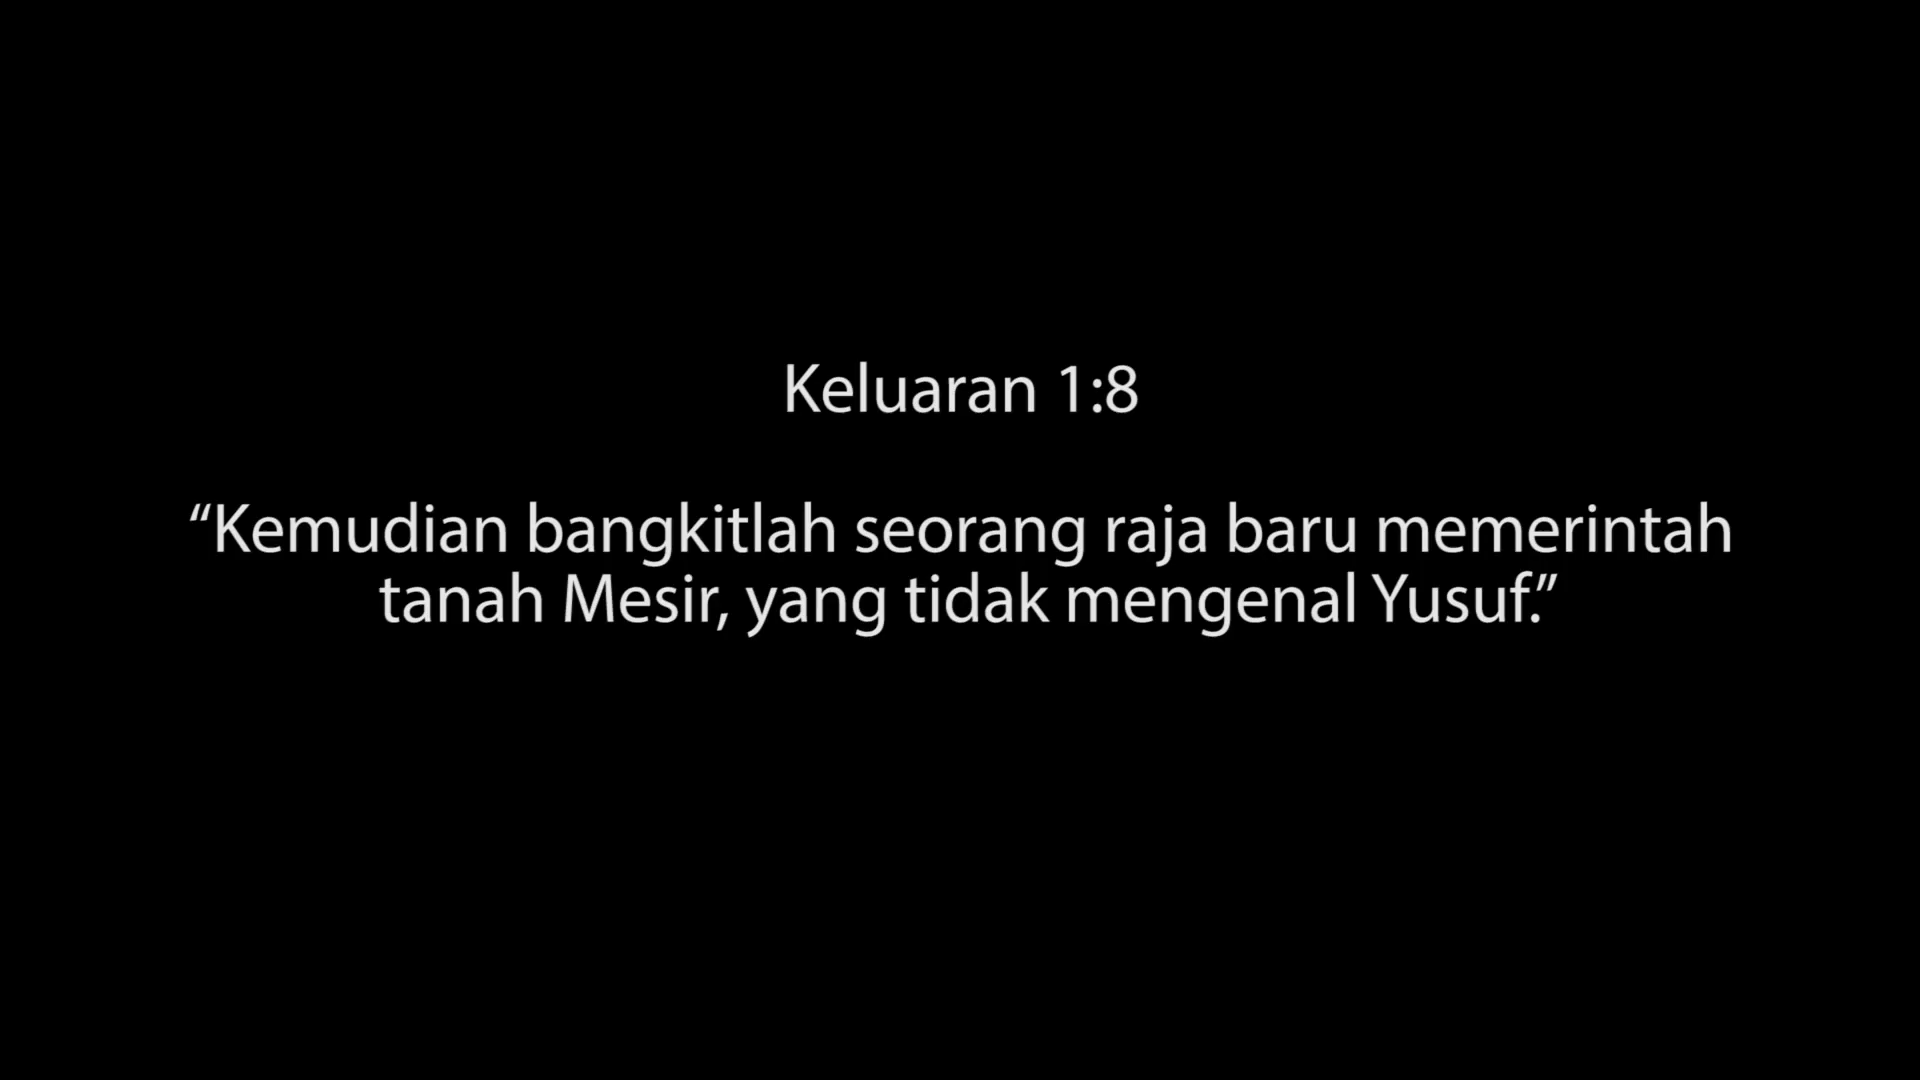 Keluaran 1:8
“Kemudian bangkitlah seorang raja baru memerintah
tanah Mesir, yang tidak mengenal Yusuf.”